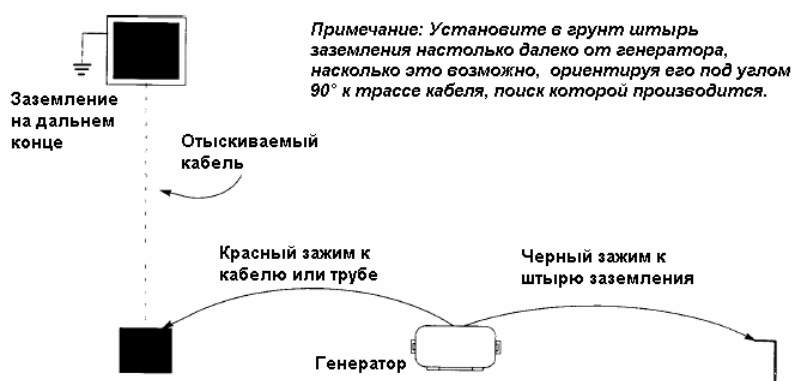 Примечание: Установите в грунт штырь
заземления настолько далеко от генератора,
насколько это возможно, ориентируя его под углом
90° к трассе кабеля, поиск которой производится.
Заземление
на дальнем
конце
Отыскиваемый
кабель
Красный зажим к
кабелю или трубе
Черный зажим к
штырю заземления
Генератор